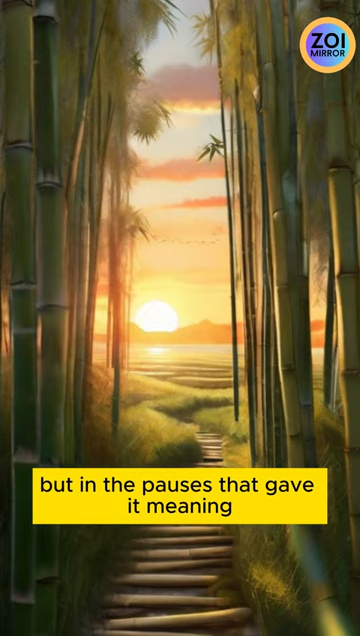 ZOI
MIRROR
but in the pauses that gave
it meaning